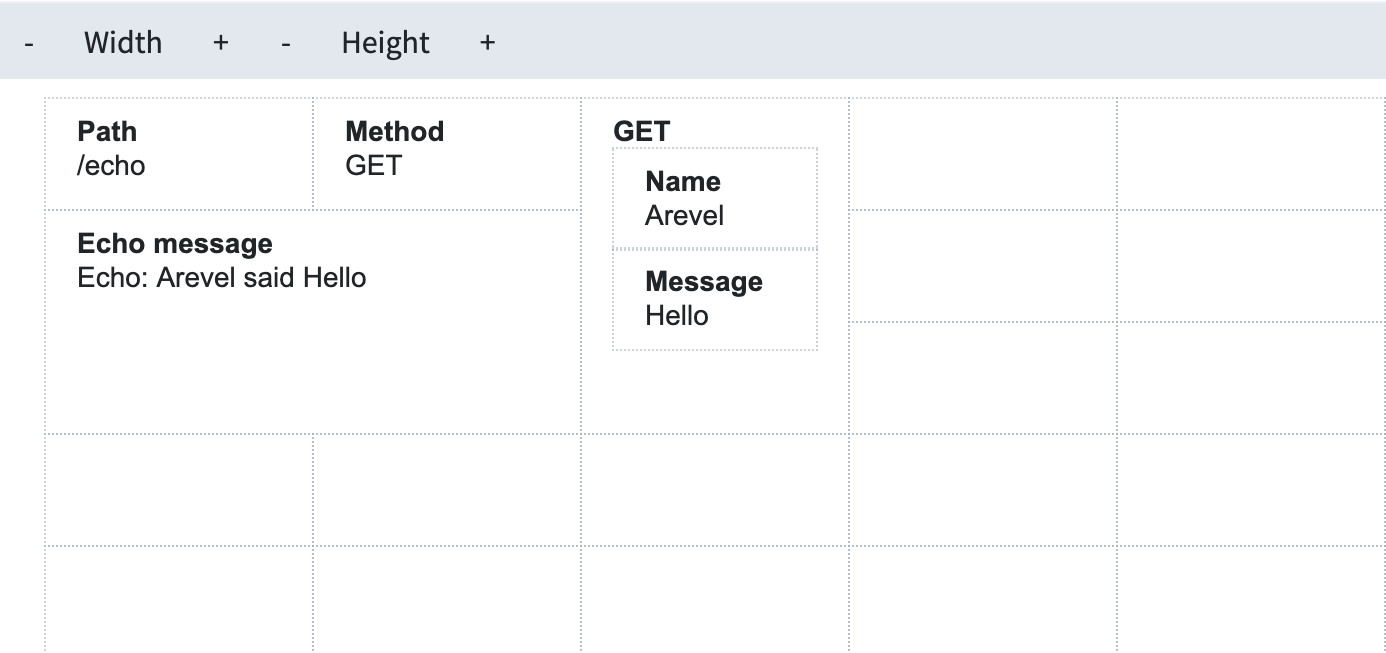 - Width + - Height +
Path
/echo
Method
GET
GET
Name
Arevel
Message
Hello
Echo message
Echo: Arevel said Hello